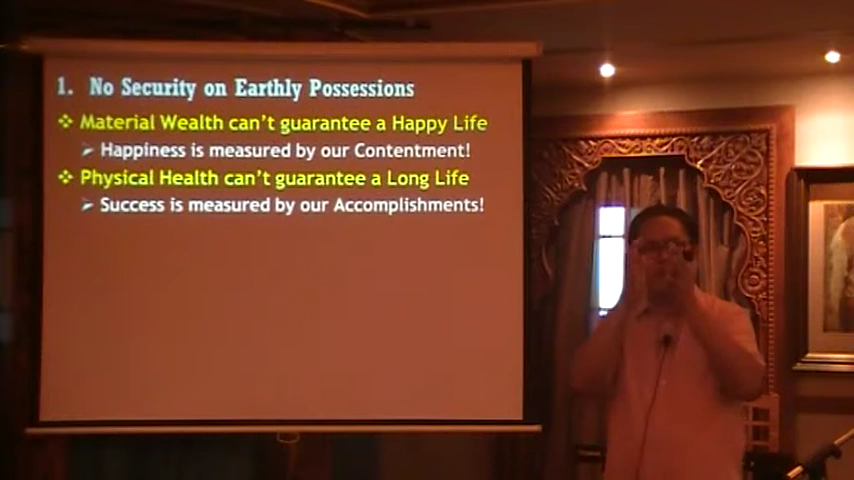 1. No Security on Earthly Possessions
❖ Material Wealth can't guarantee a Happy Life
➢ Happiness is measured by our Contentment!
❖ Physical Health can't guarantee a Long Life
➢ Success is measured by our Accomplishments!